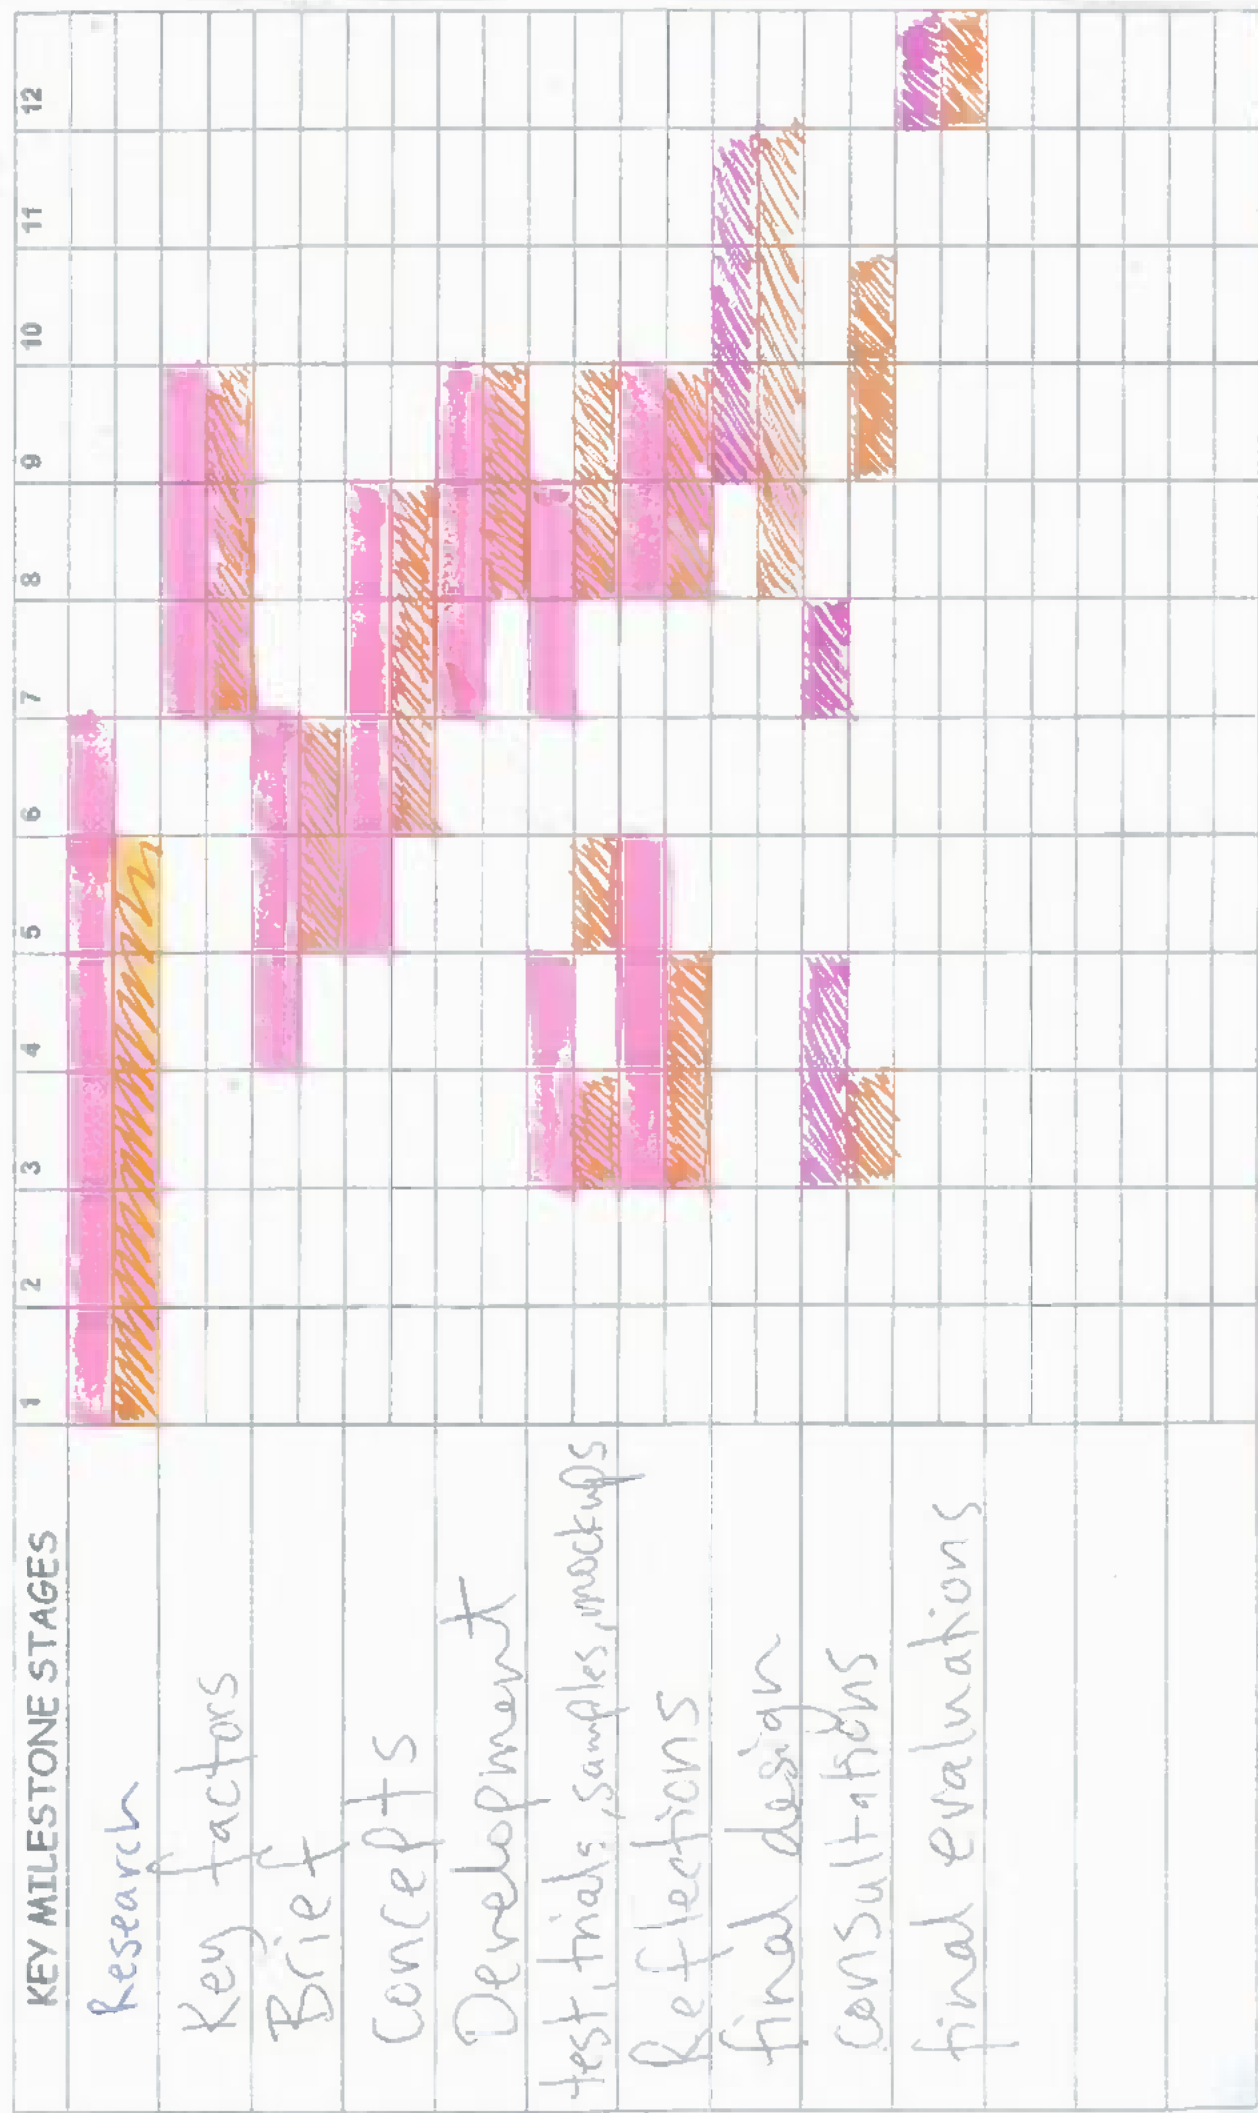 KEY MILESTONE STAGES 1 2 3 4 5 6 7 8 9 10 11 12
Research
Key factors
Brief
Concepts
Development
test, trials, samples, mockups
Reflections
final design
consultations
final evaluations